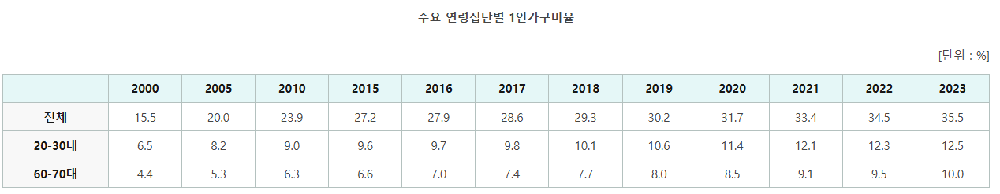 주요 연령집단별 1인가구비율
[단위 : %]
2000 2005 2010 2015 2016 2017 2018 2019 2020 2021 2022 2023
전체 15.5 20.0 23.9 27.2 27.9 28.6 29.3 30.2 31.7 33.4 34.5 35.5
20-30대 6.5 8.2 9.0 9.6 9.7 9.8 10.1 10.6 11.4 12.1 12.3 12.5
60-70대 4.4 5.3 6.3 6.6 7.0 7.4 7.7 8.0 8.5 9.1 9.5 10.0